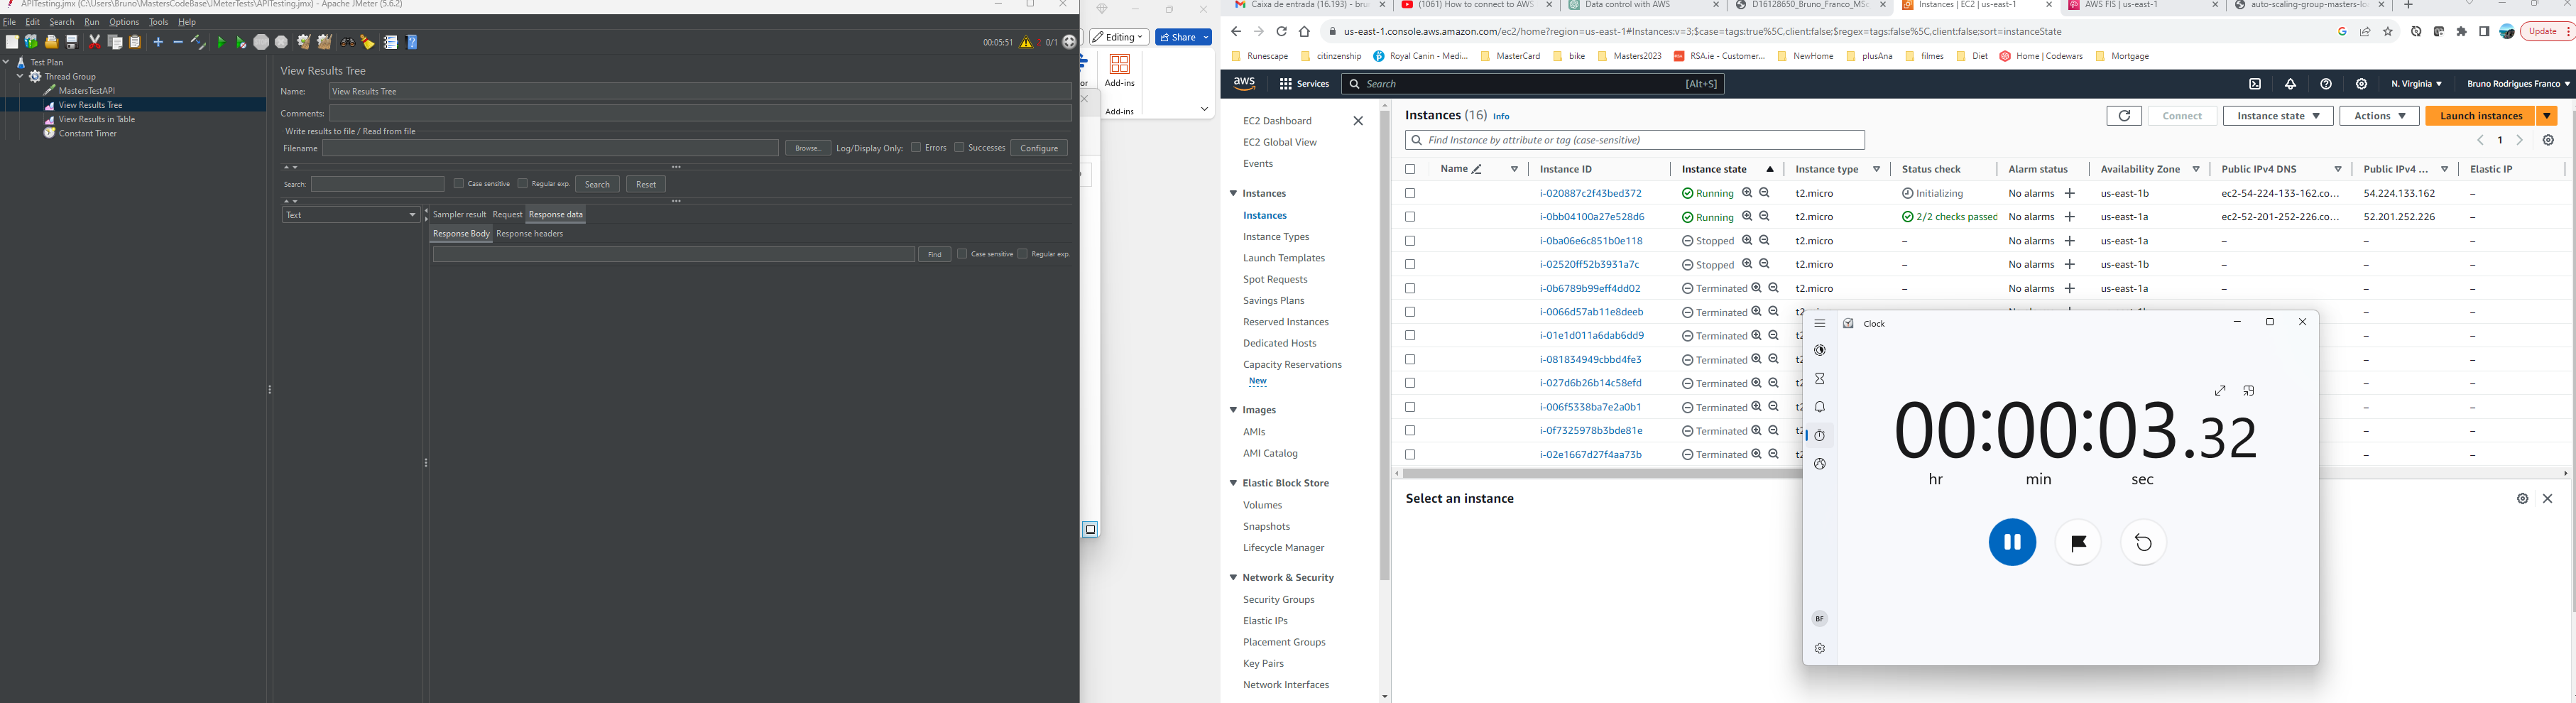 APITesting.jmx (C:\Users\Bruno\MastersCodeBase\JMeterTests\APITesting.jmx) - Apache JMeter (5.6.2)
File Edit Search Run Options Tools Help
00:05:51 0/1
Test Plan
Thread Group
MastersTestAPI
View Results Tree
View Results in Table
Constant Timer
View Results Tree
Name: View Results Tree
Comments:
Write results to file / Read from file
Filename Browse... Log/Display Only: Errors Successes Configure
Search: Case sensitive Regular exp. Search Reset
Text
Sampler result Request Response data
Response Body Response headers
Find Case sensitive Regular exp.
Editing Share
Add-ins
Add-ins
Caixa de entrada (16.193) - bru
(1061) How to connect to AWS
Data control with AWS
D16128650_Bruno_Franco_MSc
Instances | EC2 | us-east-1
AWS FIS | us-east-1
auto-scaling-group-masters-lo
us-east-1.console.aws.amazon.com/ec2/home?region=us-east-1#Instances:v=3;$case=tags:true%5C,client:false;$regex=tags:false%5C,client:false;sort=instanceState
Update
Runescape citinzenship Royal Canin - Medi... MasterCard bike Masters2023 RSA.ie - Customer... NewHome plusAna filmes Diet Home | Codewars Mortgage
aws Services Search [Alt+S] N. Virginia Bruno Rodrigues Franco
EC2 Dashboard
EC2 Global View
Events
Instances
Instances
Instance Types
Launch Templates
Spot Requests
Savings Plans
Reserved Instances
Dedicated Hosts
Capacity Reservations
New
Images
AMIs
AMI Catalog
Elastic Block Store
Volumes
Snapshots
Lifecycle Manager
Network & Security
Security Groups
Elastic IPs
Placement Groups
Key Pairs
Network Interfaces
Instances (16) Info
Connect Instance state Actions Launch instances
Find Instance by attribute or tag (case-sensitive)
1
Name Instance ID Instance state Instance type Status check Alarm status Availability Zone Public IPv4 DNS Public IPv4 ... Elastic IP
i-020887c2f43bed372 Running t2.micro Initializing No alarms + us-east-1b ec2-54-224-133-162.co... 54.224.133.162 –
i-0bb04100a27e528d6 Running t2.micro 2/2 checks passed No alarms + us-east-1a ec2-52-201-252-226.co... 52.201.252.226 –
i-0ba06e6c851b0e118 Stopped t2.micro – No alarms + us-east-1a – – –
i-02520ff52b3931a7c Stopped t2.micro – No alarms + us-east-1b – – –
i-0b6789b99eff4dd02 Terminated t2.micro – No alarms + us-east-1a – – –
i-0066d57ab11e8deeb Terminated
i-01e1d011a6dab6dd9 Terminated
i-081834949cbbd4fe3 Terminated
i-027d6b26b14c58efd Terminated
i-006f5338ba7e2a0b1 Terminated
i-0f7325978b3bde81e Terminated
i-02e1667d27f4aa73b Terminated
Select an instance
Clock
00:00:03.32
hr min sec
BF